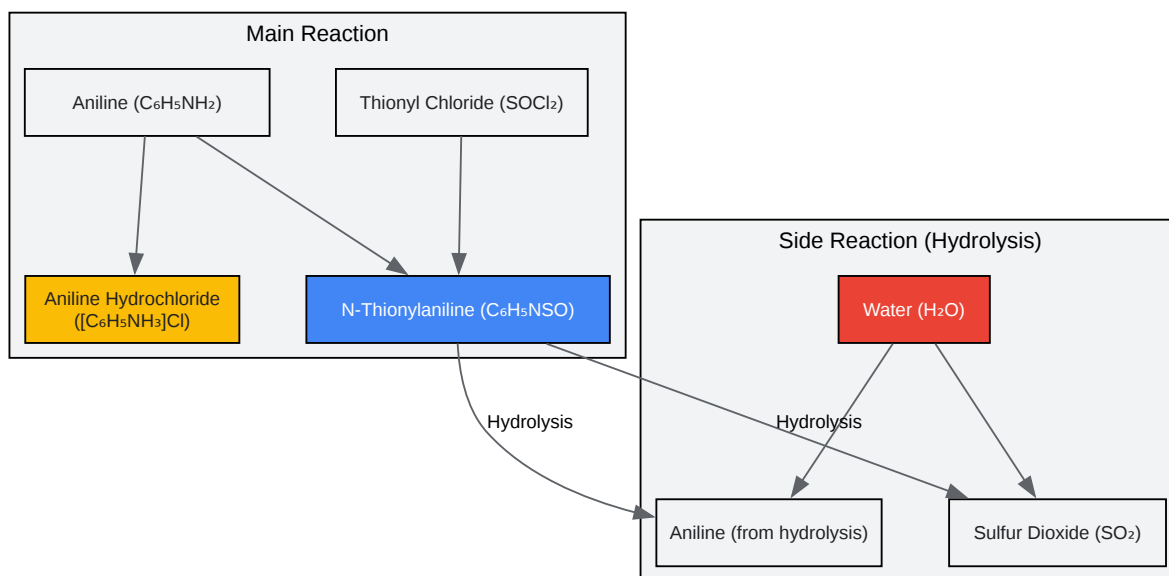 Main Reaction
Aniline (C₆H₅NH₂)
Thionyl Chloride (SOCl₂)
Aniline Hydrochloride
([C₆H₅NH₃]Cl)
N-Thionylaniline (C₆H₅NSO)
Side Reaction (Hydrolysis)
Water (H₂O)
Hydrolysis
Hydrolysis
Aniline (from hydrolysis)
Sulfur Dioxide (SO₂)